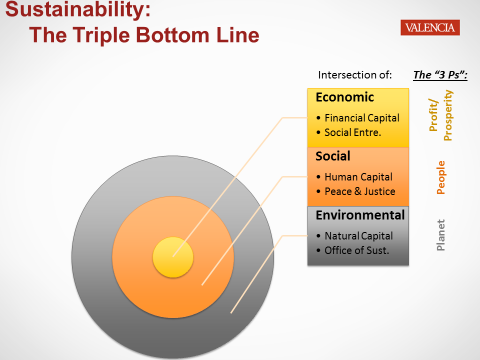 Sustainability:
The Triple Bottom Line
VALENCIA
Intersection of:
The "3 Ps":
Economic
• Financial Capital
• Social Entre.
Profit/
Prosperity
Social
• Human Capital
• Peace & Justice
People
Environmental
• Natural Capital
• Office of Sust.
Planet